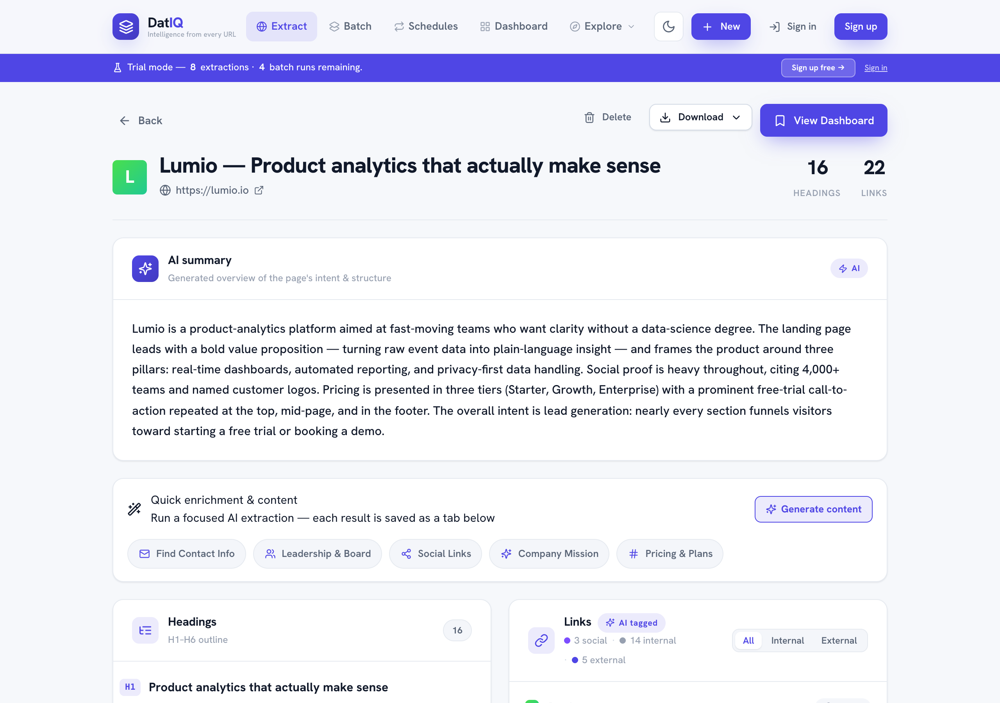 DatIQ
Intelligence from every URL
Extract
Batch
Schedules
Dashboard
Explore
New
Sign in
Sign up
Trial mode — 8 extractions · 4 batch runs remaining.
Sign up free →
Sign in
Back
Delete
Download
View Dashboard
L
Lumio — Product analytics that actually make sense
https://lumio.io
16
HEADINGS
22
LINKS
AI summary
Generated overview of the page's intent & structure
AI
Lumio is a product-analytics platform aimed at fast-moving teams who want clarity without a data-science degree. The landing page
leads with a bold value proposition — turning raw event data into plain-language insight — and frames the product around three
pillars: real-time dashboards, automated reporting, and privacy-first data handling. Social proof is heavy throughout, citing 4,000+
teams and named customer logos. Pricing is presented in three tiers (Starter, Growth, Enterprise) with a prominent free-trial call-to-
action repeated at the top, mid-page, and in the footer. The overall intent is lead generation: nearly every section funnels visitors
toward starting a free trial or booking a demo.
Quick enrichment & content
Run a focused AI extraction — each result is saved as a tab below
Generate content
Find Contact Info
Leadership & Board
Social Links
Company Mission
Pricing & Plans
Headings
H1–H6 outline
16
H1 Product analytics that actually make sense
Links
AI tagged
3 social · 14 internal
· 5 external
All
Internal
External